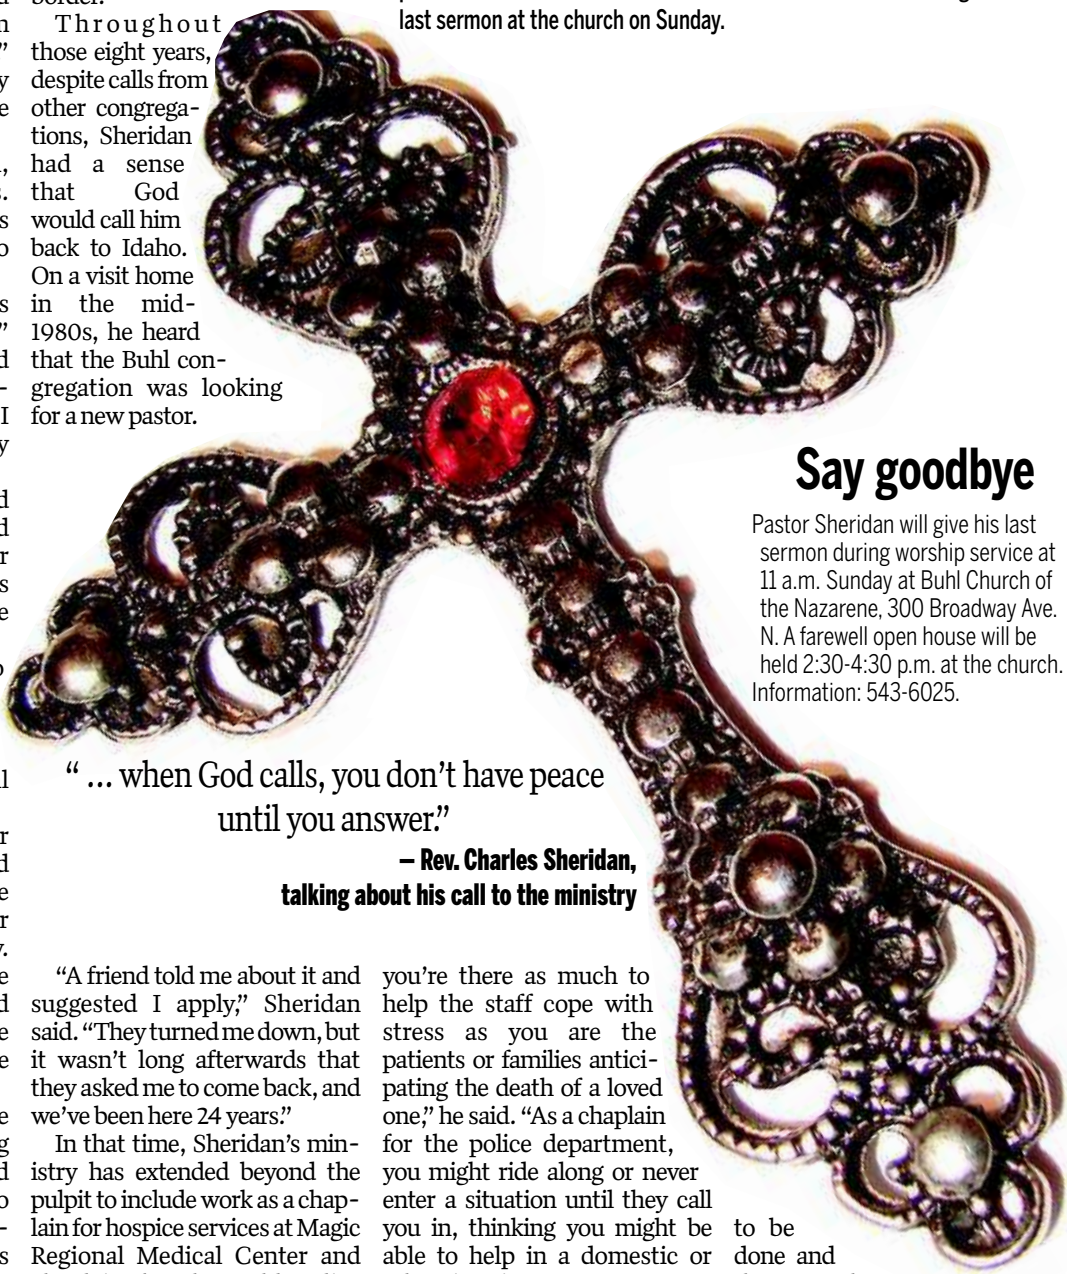 last sermon at the church on Sunday.
Throughout
those eight years,
despite calls from
other congrega-
tions, Sheridan
had a sense
that God
would call him
back to Idaho.
On a visit home
in the mid-
1980s, he heard
that the Buhl con-
gregation was looking
for a new pastor.
Say goodbye
Pastor Sheridan will give his last
sermon during worship service at
11 a.m. Sunday at Buhl Church of
the Nazarene, 300 Broadway Ave.
N. A farewell open house will be
held 2:30-4:30 p.m. at the church.
Information: 543-6025.
“ ... when God calls, you don’t have peace
until you answer.”
– Rev. Charles Sheridan,
talking about his call to the ministry
“A friend told me about it and
suggested I apply,” Sheridan
said. “They turned me down, but
it wasn’t long afterwards that
they asked me to come back, and
we’ve been here 24 years.”
In that time, Sheridan’s min-
istry has extended beyond the
pulpit to include work as a chap-
lain for hospice services at Magic
Regional Medical Center and
you’re there as much to
help the staff cope with
stress as you are the
patients or families antici-
pating the death of a loved
one,” he said. “As a chaplain
for the police department,
you might ride along or never
enter a situation until they call
you in, thinking you might be
able to help in a domestic or
to be
done and